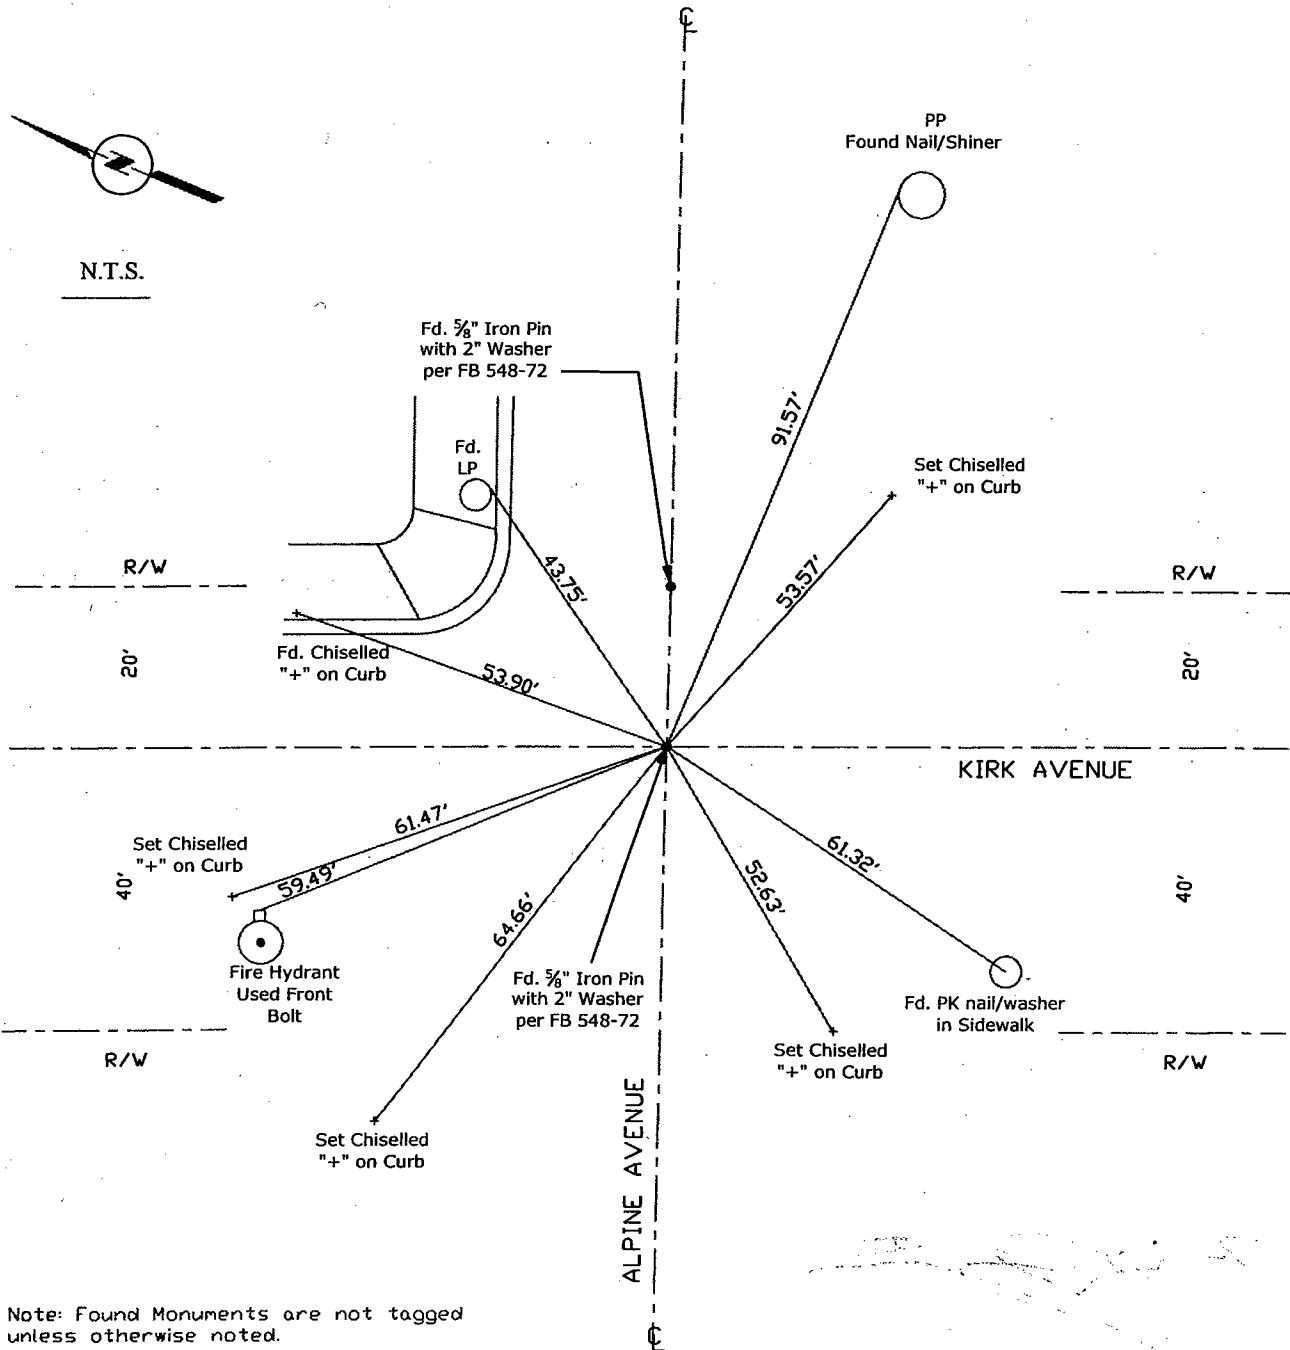 ℄
PP
Found Nail/Shiner
Z
N.T.S.
Fd. ⅝" Iron Pin
with 2" Washer
per FB 548-72
91.57'
Fd.
LP
Set Chiselled
"+" on Curb
43.75'
53.57'
R/W
R/W
20'
Fd. Chiselled
"+" on Curb
53.90'
20'
KIRK AVENUE
61.47'
Set Chiselled
"+" on Curb
59.49'
40'
64.66'
52.63'
61.32'
40'
Fire Hydrant
Used Front
Bolt
Fd. ⅝" Iron Pin
with 2" Washer
per FB 548-72
Fd. PK nail/washer
in Sidewalk
R/W
Set Chiselled
"+" on Curb
R/W
Set Chiselled
"+" on Curb
ALPINE AVENUE
Note: Found Monuments are not tagged
unless otherwise noted.
℄